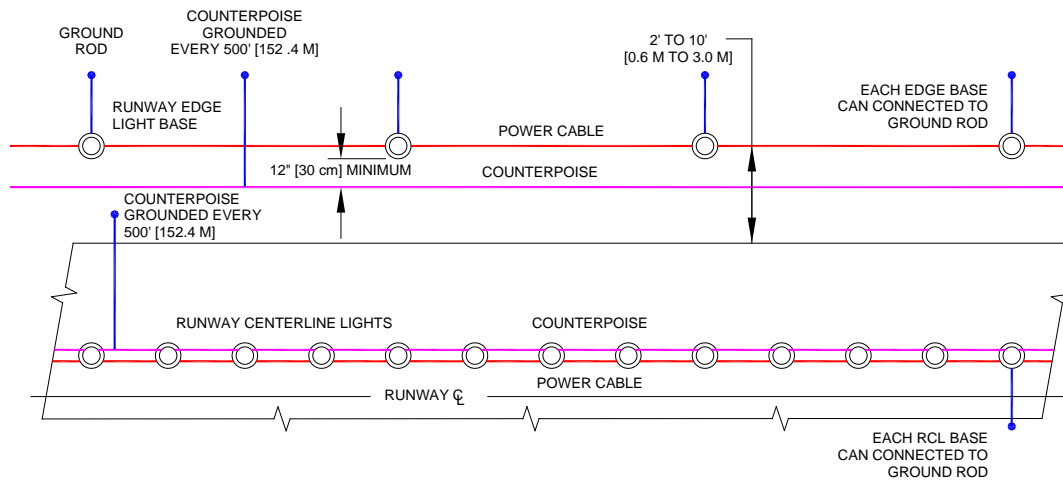 COUNTERPOISE
GROUNDED
EVERY 500' [152 .4 M]
GROUND
ROD
2' TO 10'
[0.6 M TO 3.0 M]
EACH EDGE BASE
CAN CONNECTED TO
GROUND ROD
RUNWAY EDGE
LIGHT BASE
POWER CABLE
12" [30 cm] MINIMUM
COUNTERPOISE
COUNTERPOISE
GROUNDED EVERY
500' [152.4 M]
RUNWAY CENTERLINE LIGHTS
COUNTERPOISE
POWER CABLE
RUNWAY ℄
EACH RCL BASE
CAN CONNECTED TO
GROUND ROD